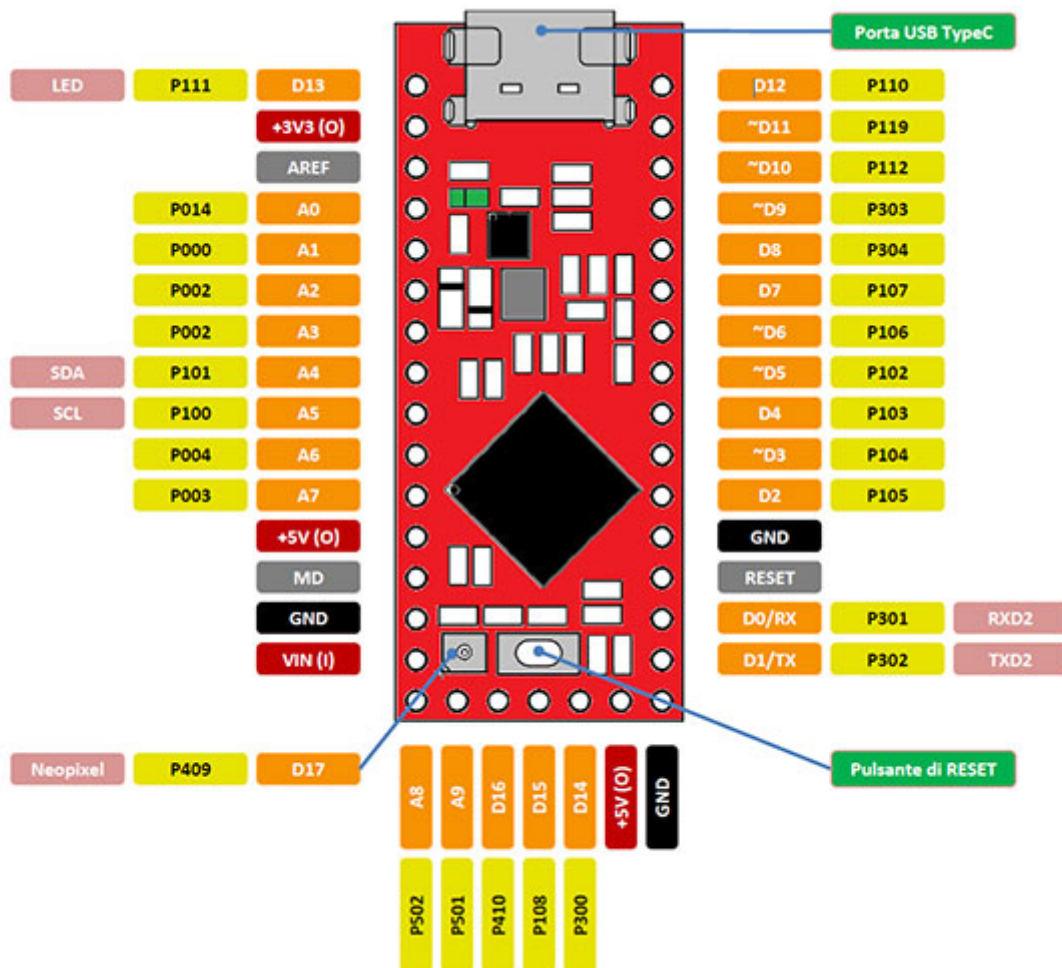 Porta USB TypeC
LED P111 D13 D12 P110
+3V3 (O) ~D11 P119
AREF ~D10 P112
P014 A0 ~D9 P303
P000 A1 D8 P304
P002 A2 D7 P107
P002 A3 ~D6 P106
SDA P101 A4 ~D5 P102
SCL P100 A5 D4 P103
P004 A6 ~D3 P104
P003 A7 D2 P105
+5V (O) GND
MD RESET
GND D0/RX P301 RXD2
VIN (I) D1/TX P302 TXD2
Neopixel P409 D17 Pulsante di RESET
A8 A9 D16 D15 D14 +5V (O) GND
P502 P501 P410 P108 P300